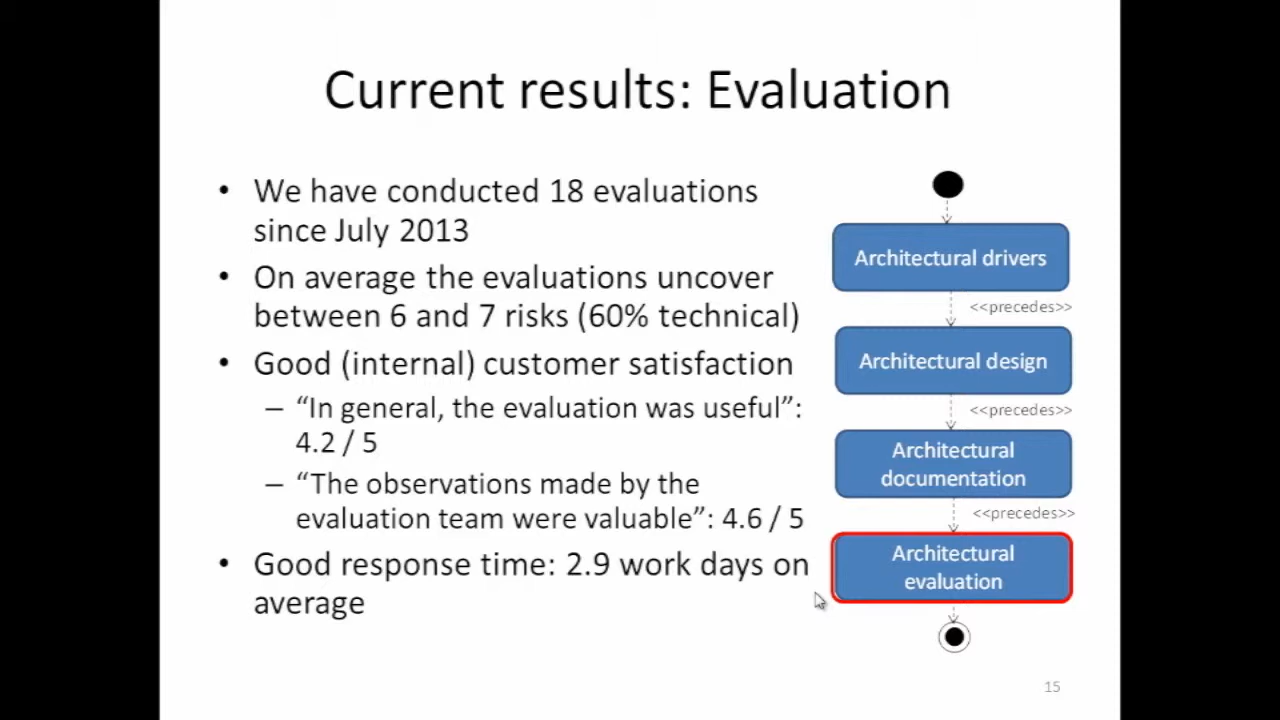 Current results: Evaluation
• We have conducted 18 evaluations
since July 2013
• On average the evaluations uncover
between 6 and 7 risks (60% technical)
• Good (internal) customer satisfaction
– “In general, the evaluation was useful”:
4.2 / 5
– “The observations made by the
evaluation team were valuable”: 4.6 / 5
• Good response time: 2.9 work days on
average
Architectural drivers
<<precedes>>
Architectural design
<<precedes>>
Architectural
documentation
<<precedes>>
Architectural
evaluation
15